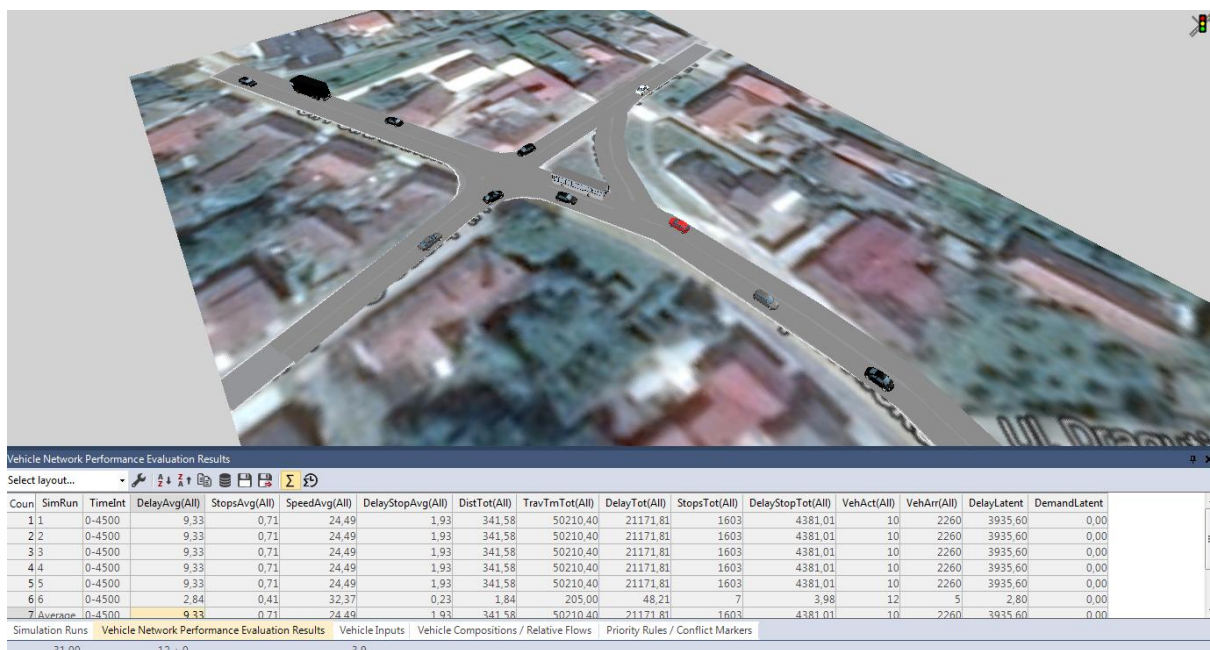 Ul. Dragu
Vehicle Network Performance Evaluation Results
Select layout...
Coun SimRun TimeInt DelayAvg(All) StopsAvg(All) SpeedAvg(All) DelayStopAvg(All) DistTot(All) TravTmTot(All) DelayTot(All) StopsTot(All) DelayStopTot(All) VehAct(All) VehArr(All) DelayLatent DemandLatent
1 1 0-4500 9,33 0,71 24,49 1,93 341,58 50210,40 21171,81 1603 4381,01 10 2260 3935,60 0,00
2 2 0-4500 9,33 0,71 24,49 1,93 341,58 50210,40 21171,81 1603 4381,01 10 2260 3935,60 0,00
3 3 0-4500 9,33 0,71 24,49 1,93 341,58 50210,40 21171,81 1603 4381,01 10 2260 3935,60 0,00
4 4 0-4500 9,33 0,71 24,49 1,93 341,58 50210,40 21171,81 1603 4381,01 10 2260 3935,60 0,00
5 5 0-4500 9,33 0,71 24,49 1,93 341,58 50210,40 21171,81 1603 4381,01 10 2260 3935,60 0,00
6 6 0-4500 2,84 0,41 32,37 0,23 1,84 205,00 48,21 7 3,98 12 5 2,80 0,00
7 Average 0-4500 9,33 0,71 24,49 1,93 341,58 50210,40 21171,81 1603 4381,01 10 2260 3935,60 0,00
Simulation Runs Vehicle Network Performance Evaluation Results Vehicle Inputs Vehicle Compositions / Relative Flows Priority Rules / Conflict Markers